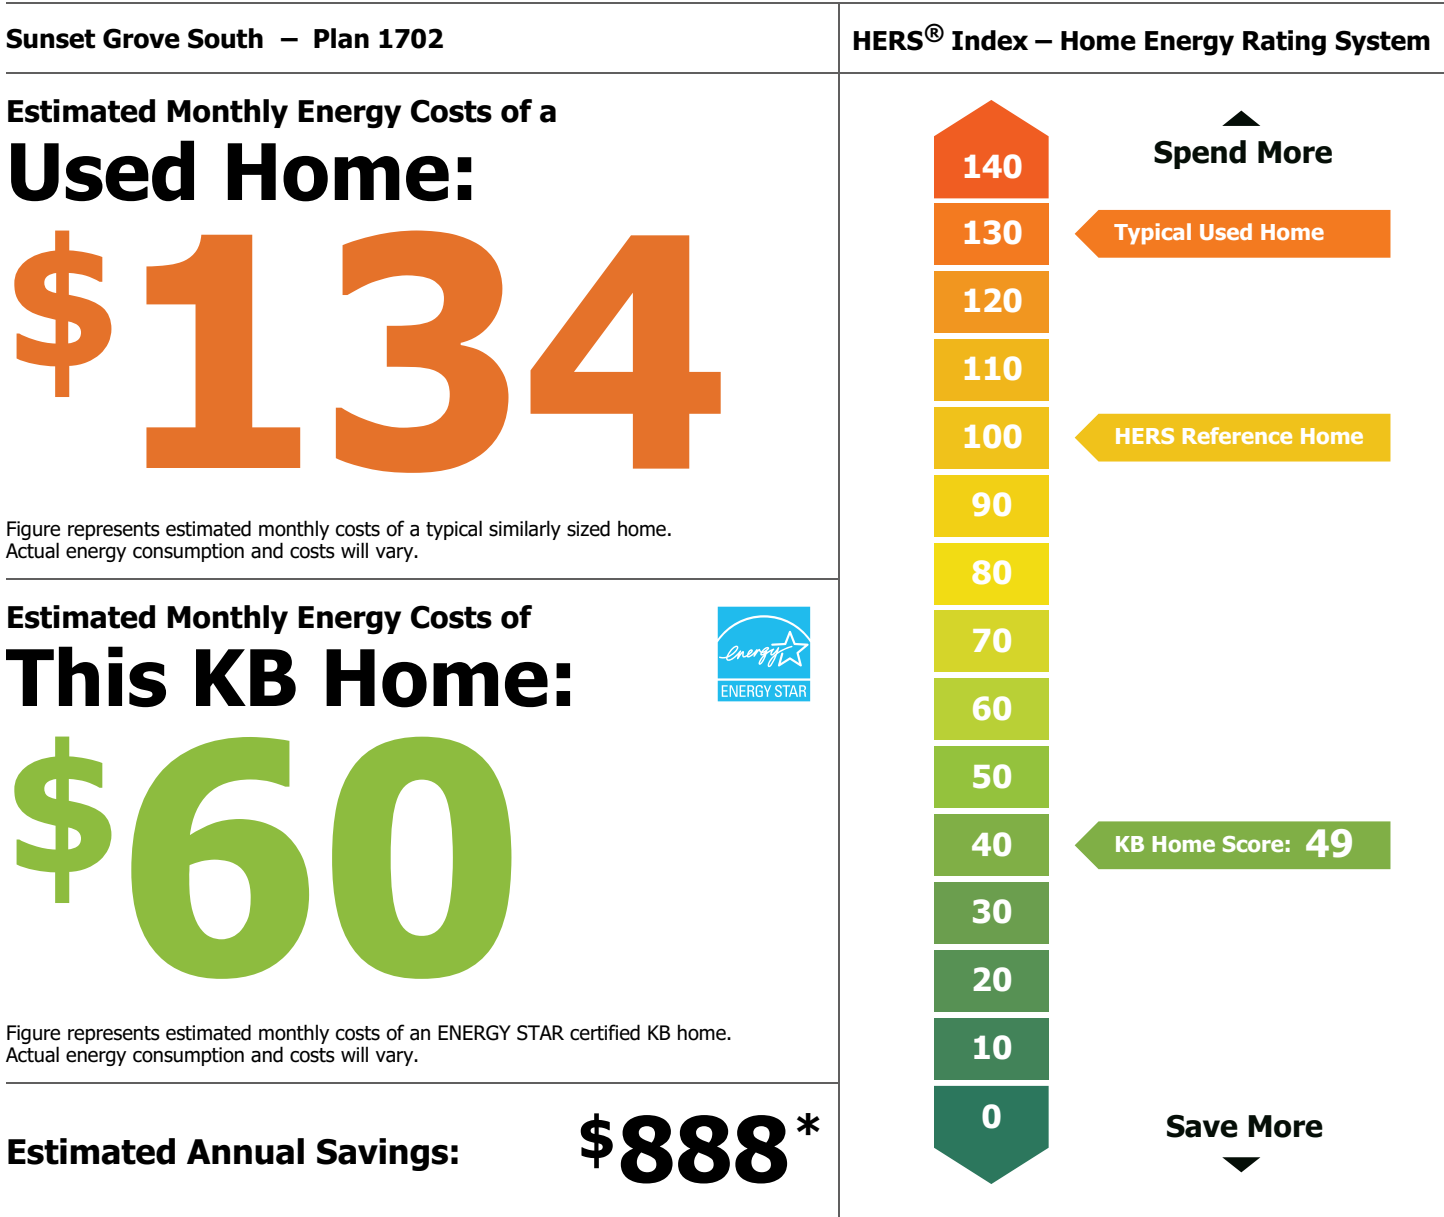 Sunset Grove South – Plan 1702
Estimated Monthly Energy Costs of a
Used Home:
$134
Figure represents estimated monthly costs of a typical similarly sized home.
Actual energy consumption and costs will vary.
Estimated Monthly Energy Costs of
This KB Home:
energy
ENERGY STAR
$60
Figure represents estimated monthly costs of an ENERGY STAR certified KB home.
Actual energy consumption and costs will vary.
Estimated Annual Savings: $888*
HERS® Index – Home Energy Rating System
Spend More
140
130 Typical Used Home
120
110
100 HERS Reference Home
90
80
70
60
50
40 KB Home Score: 49
30
20
10
0
Save More